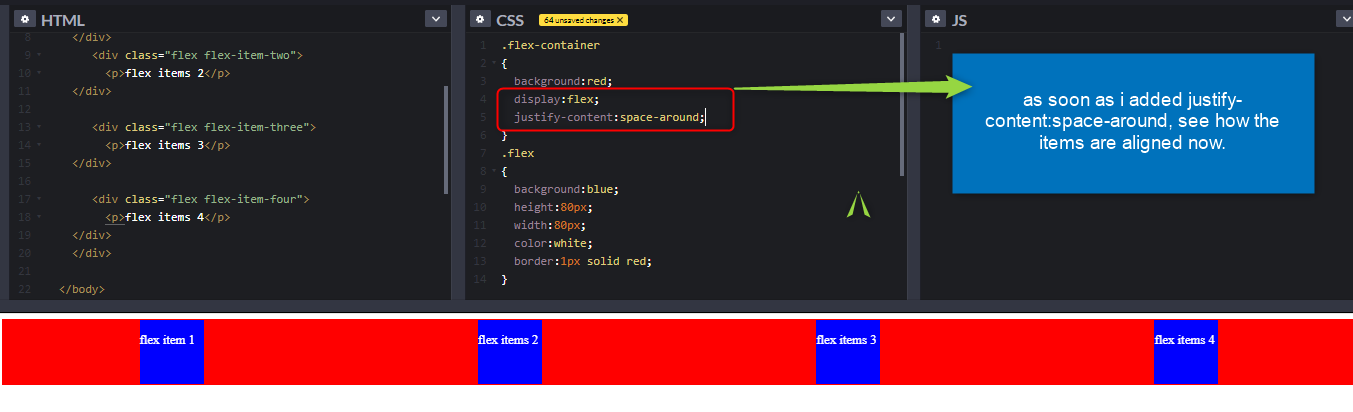 HTML
8 </div>
9 <div class="flex flex-item-two">
10 <p>flex items 2</p>
11 </div>
12
13 <div class="flex flex-item-three">
14 <p>flex items 3</p>
15 </div>
16
17 <div class="flex flex-item-four">
18 <p>flex items 4</p>
19 </div>
20 </div>
21
22 </body>
CSS 64 unsaved changes X
1 .flex-container
2 {
3 background:red;
4 display:flex;
5 justify-content:space-around;
6 }
7 .flex
8 {
9 background:blue;
10 height:80px;
11 width:80px;
12 color:white;
13 border:1px solid red;
14 }
JS
1
as soon as i added justify-
content:space-around, see how the
items are aligned now.
flex item 1 flex items 2 flex items 3 flex items 4